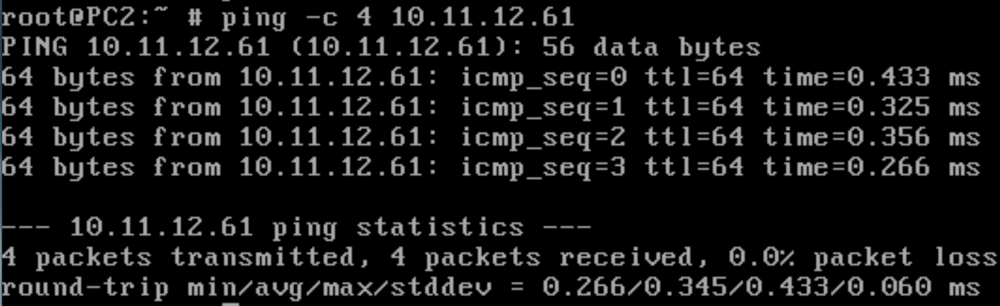 root@PC2:~ # ping -c 4 10.11.12.61
PING 10.11.12.61 (10.11.12.61): 56 data bytes
64 bytes from 10.11.12.61: icmp_seq=0 ttl=64 time=0.433 ms
64 bytes from 10.11.12.61: icmp_seq=1 ttl=64 time=0.325 ms
64 bytes from 10.11.12.61: icmp_seq=2 ttl=64 time=0.356 ms
64 bytes from 10.11.12.61: icmp_seq=3 ttl=64 time=0.266 ms

--- 10.11.12.61 ping statistics ---
4 packets transmitted, 4 packets received, 0.0% packet loss
round-trip min/avg/max/stddev = 0.266/0.345/0.433/0.060 ms